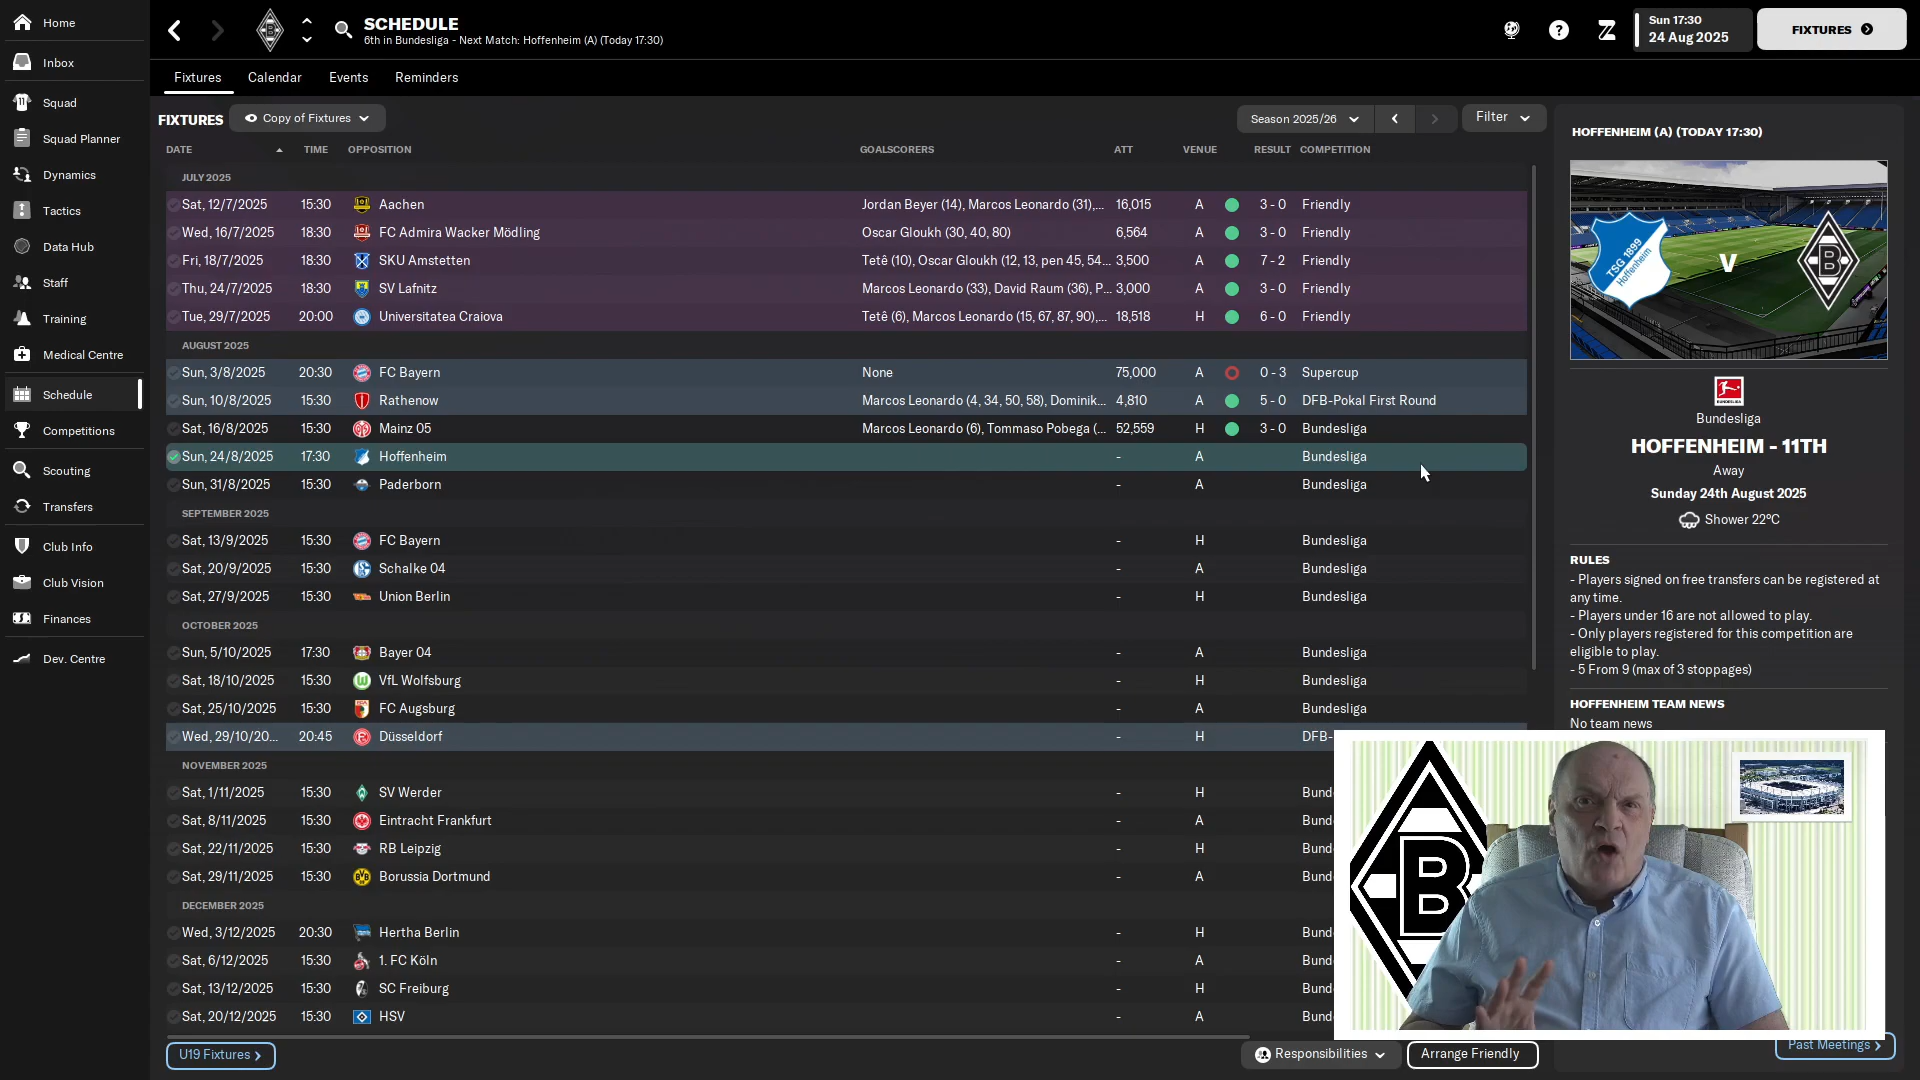 Home
Inbox
Squad
Squad Planner
Dynamics
Tactics
Data Hub
Staff
Training
Medical Centre
Schedule
Competitions
Scouting
Transfers
Club Info
Club Vision
Finances
Dev. Centre
SCHEDULE
6th in Bundesliga - Next Match: Hoffenheim (A) (Today 17:30)
Sun 17:30
24 Aug 2025
FIXTURES
Fixtures Calendar Events Reminders
FIXTURES Copy of Fixtures Season 2025/26 Filter
DATE TIME OPPOSITION GOALSCORERS ATT VENUE RESULT COMPETITION
JULY 2025
Sat, 12/7/2025 15:30 Aachen Jordan Beyer (14), Marcos Leonardo (31),... 16,015 A 3 - 0 Friendly
Wed, 16/7/2025 18:30 FC Admira Wacker Mödling Oscar Gloukh (30, 40, 80) 6,564 A 3 - 0 Friendly
Fri, 18/7/2025 18:30 SKU Amstetten Tetê (10), Oscar Gloukh (12, 13, pen 45, 54... 3,500 A 7 - 2 Friendly
Thu, 24/7/2025 18:30 SV Lafnitz Marcos Leonardo (33), David Raum (36), P... 3,000 A 3 - 0 Friendly
Tue, 29/7/2025 20:00 Universitatea Craiova Tetê (6), Marcos Leonardo (15, 67, 87, 90),... 18,518 H 6 - 0 Friendly
AUGUST 2025
Sun, 3/8/2025 20:30 FC Bayern None 75,000 A 0 - 3 Supercup
Sun, 10/8/2025 15:30 Rathenow Marcos Leonardo (4, 34, 50, 58), Dominik... 4,810 A 5 - 0 DFB-Pokal First Round
Sat, 16/8/2025 15:30 Mainz 05 Marcos Leonardo (6), Tommaso Pobega (... 52,559 H 3 - 0 Bundesliga
Sun, 24/8/2025 17:30 Hoffenheim - A Bundesliga
Sun, 31/8/2025 15:30 Paderborn - A Bundesliga
SEPTEMBER 2025
Sat, 13/9/2025 15:30 FC Bayern - H Bundesliga
Sat, 20/9/2025 15:30 Schalke 04 - A Bundesliga
Sat, 27/9/2025 15:30 Union Berlin - H Bundesliga
OCTOBER 2025
Sun, 5/10/2025 17:30 Bayer 04 - A Bundesliga
Sat, 18/10/2025 15:30 VfL Wolfsburg - H Bundesliga
Sat, 25/10/2025 15:30 FC Augsburg - A Bundesliga
Wed, 29/10/20... 20:45 Düsseldorf - H DFB-
NOVEMBER 2025
Sat, 1/11/2025 15:30 SV Werder - H Bund
Sat, 8/11/2025 15:30 Eintracht Frankfurt - A Bund
Sat, 22/11/2025 15:30 RB Leipzig - H Bund
Sat, 29/11/2025 15:30 Borussia Dortmund - A Bund
DECEMBER 2025
Wed, 3/12/2025 20:30 Hertha Berlin - H Bund
Sat, 6/12/2025 15:30 1. FC Köln - A Bund
Sat, 13/12/2025 15:30 SC Freiburg - H Bund
Sat, 20/12/2025 15:30 HSV - A Bund
U19 Fixtures Responsibilities Arrange Friendly
HOFFENHEIM (A) (TODAY 17:30)
TSG 1899
Hoffenheim
V
B
BUNDESLIGA
Bundesliga
HOFFENHEIM - 11TH
Away
Sunday 24th August 2025
Shower 22°C
RULES
- Players signed on free transfers can be registered at
any time.
- Players under 16 are not allowed to play.
- Only players registered for this competition are
eligible to play.
- 5 From 9 (max of 3 stoppages)
HOFFENHEIM TEAM NEWS
No team news
B
Past Meetings